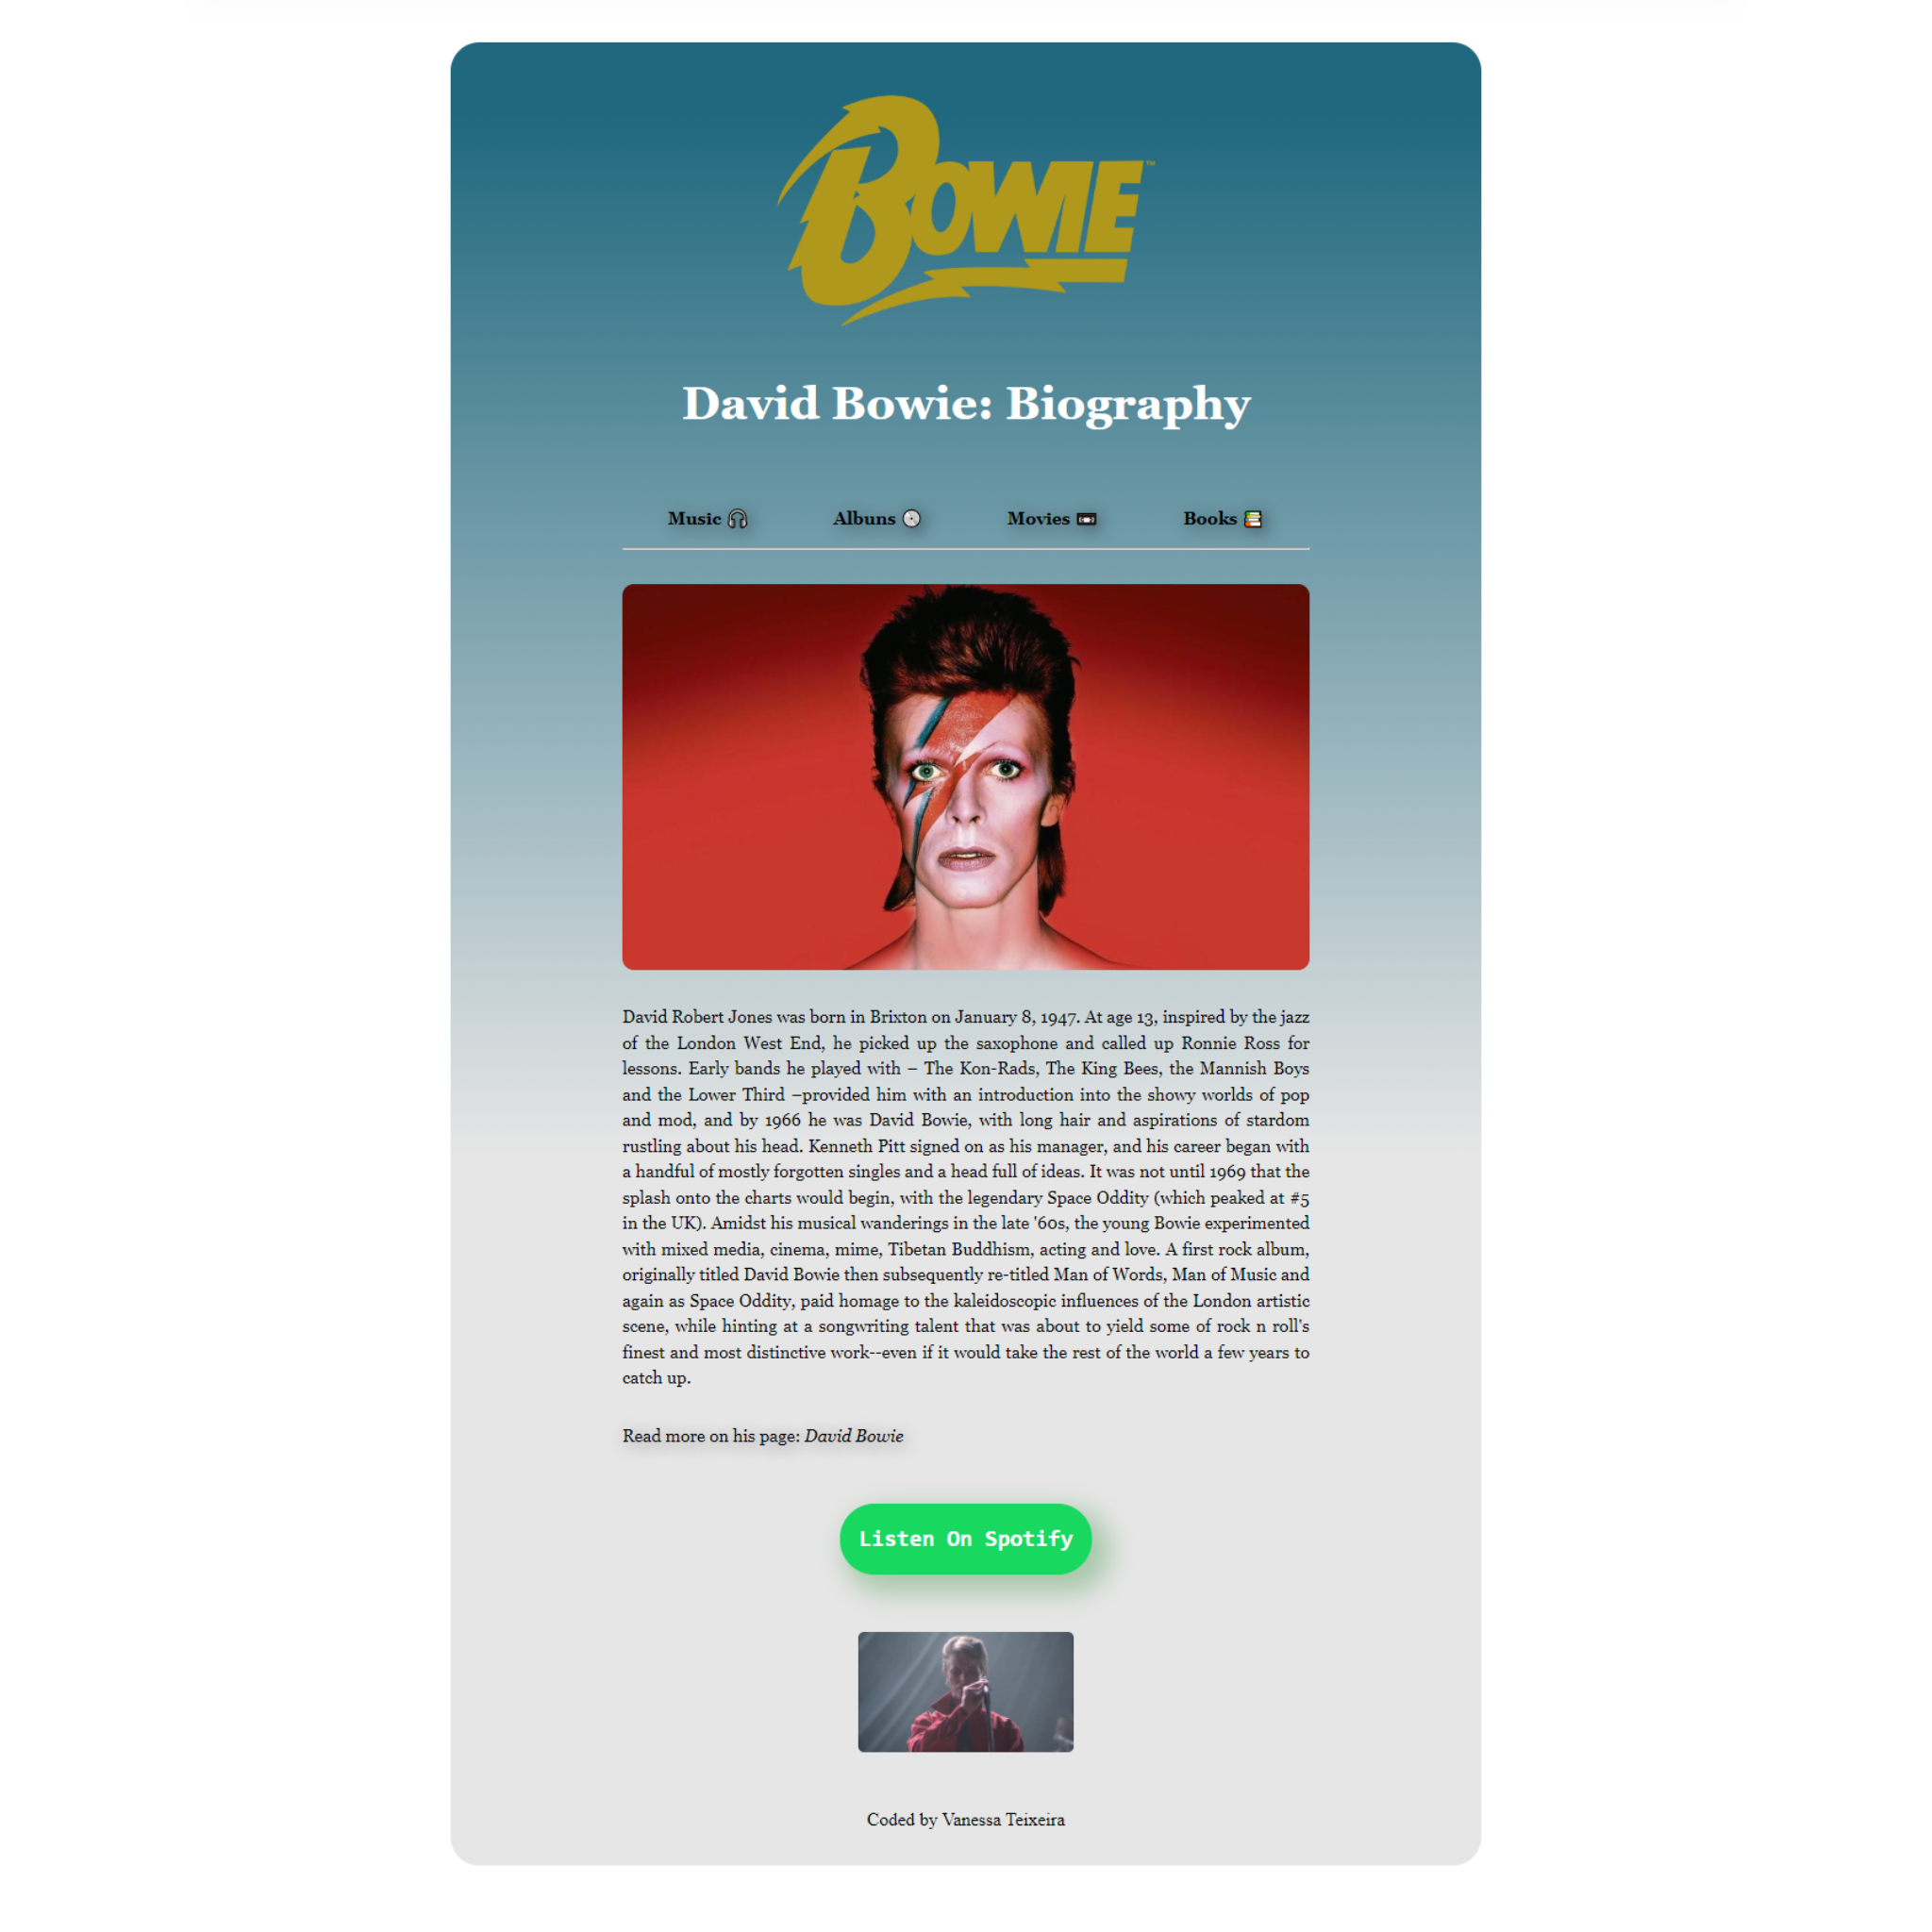 BOWIE™
David Bowie: Biography
Music 🎧 Albuns 💿 Movies 📼 Books 📚
David Robert Jones was born in Brixton on January 8, 1947. At age 13, inspired by the jazz
of the London West End, he picked up the saxophone and called up Ronnie Ross for
lessons. Early bands he played with – The Kon-Rads, The King Bees, the Mannish Boys
and the Lower Third –provided him with an introduction into the showy worlds of pop
and mod, and by 1966 he was David Bowie, with long hair and aspirations of stardom
rustling about his head. Kenneth Pitt signed on as his manager, and his career began with
a handful of mostly forgotten singles and a head full of ideas. It was not until 1969 that the
splash onto the charts would begin, with the legendary Space Oddity (which peaked at #5
in the UK). Amidst his musical wanderings in the late '60s, the young Bowie experimented
with mixed media, cinema, mime, Tibetan Buddhism, acting and love. A first rock album,
originally titled David Bowie then subsequently re-titled Man of Words, Man of Music and
again as Space Oddity, paid homage to the kaleidoscopic influences of the London artistic
scene, while hinting at a songwriting talent that was about to yield some of rock n roll's
finest and most distinctive work--even if it would take the rest of the world a few years to
catch up.
Read more on his page: David Bowie
Listen On Spotify
Coded by Vanessa Teixeira